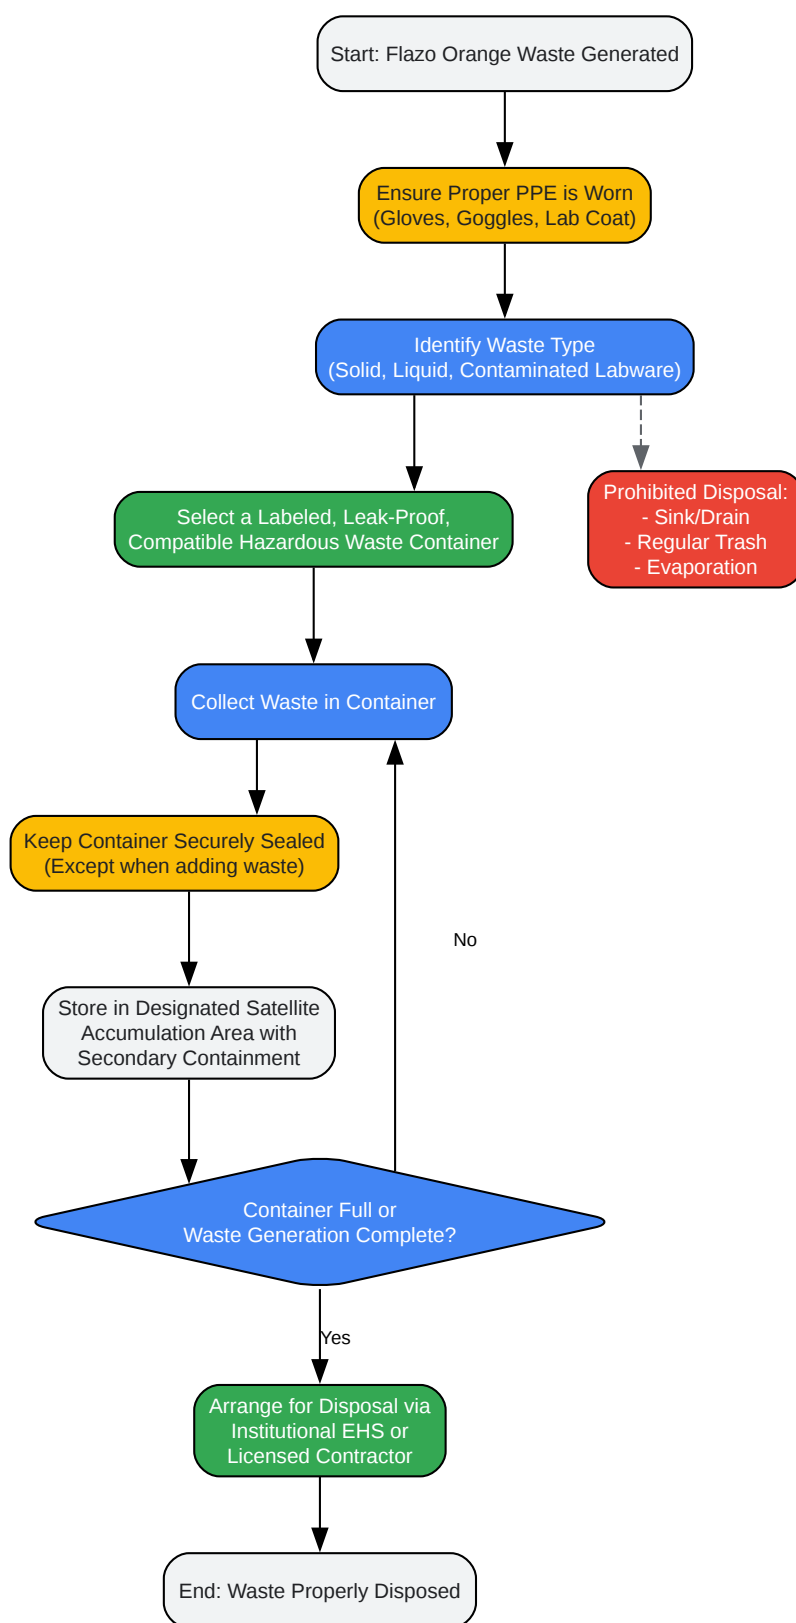 Start: Flazo Orange Waste Generated
Ensure Proper PPE is Worn
(Gloves, Goggles, Lab Coat)
Identify Waste Type
(Solid, Liquid, Contaminated Labware)
Select a Labeled, Leak-Proof,
Compatible Hazardous Waste Container
Prohibited Disposal:
- Sink/Drain
- Regular Trash
- Evaporation
Collect Waste in Container
Keep Container Securely Sealed
(Except when adding waste)
No
Store in Designated Satellite
Accumulation Area with
Secondary Containment
Container Full or
Waste Generation Complete?
Yes
Arrange for Disposal via
Institutional EHS or
Licensed Contractor
End: Waste Properly Disposed